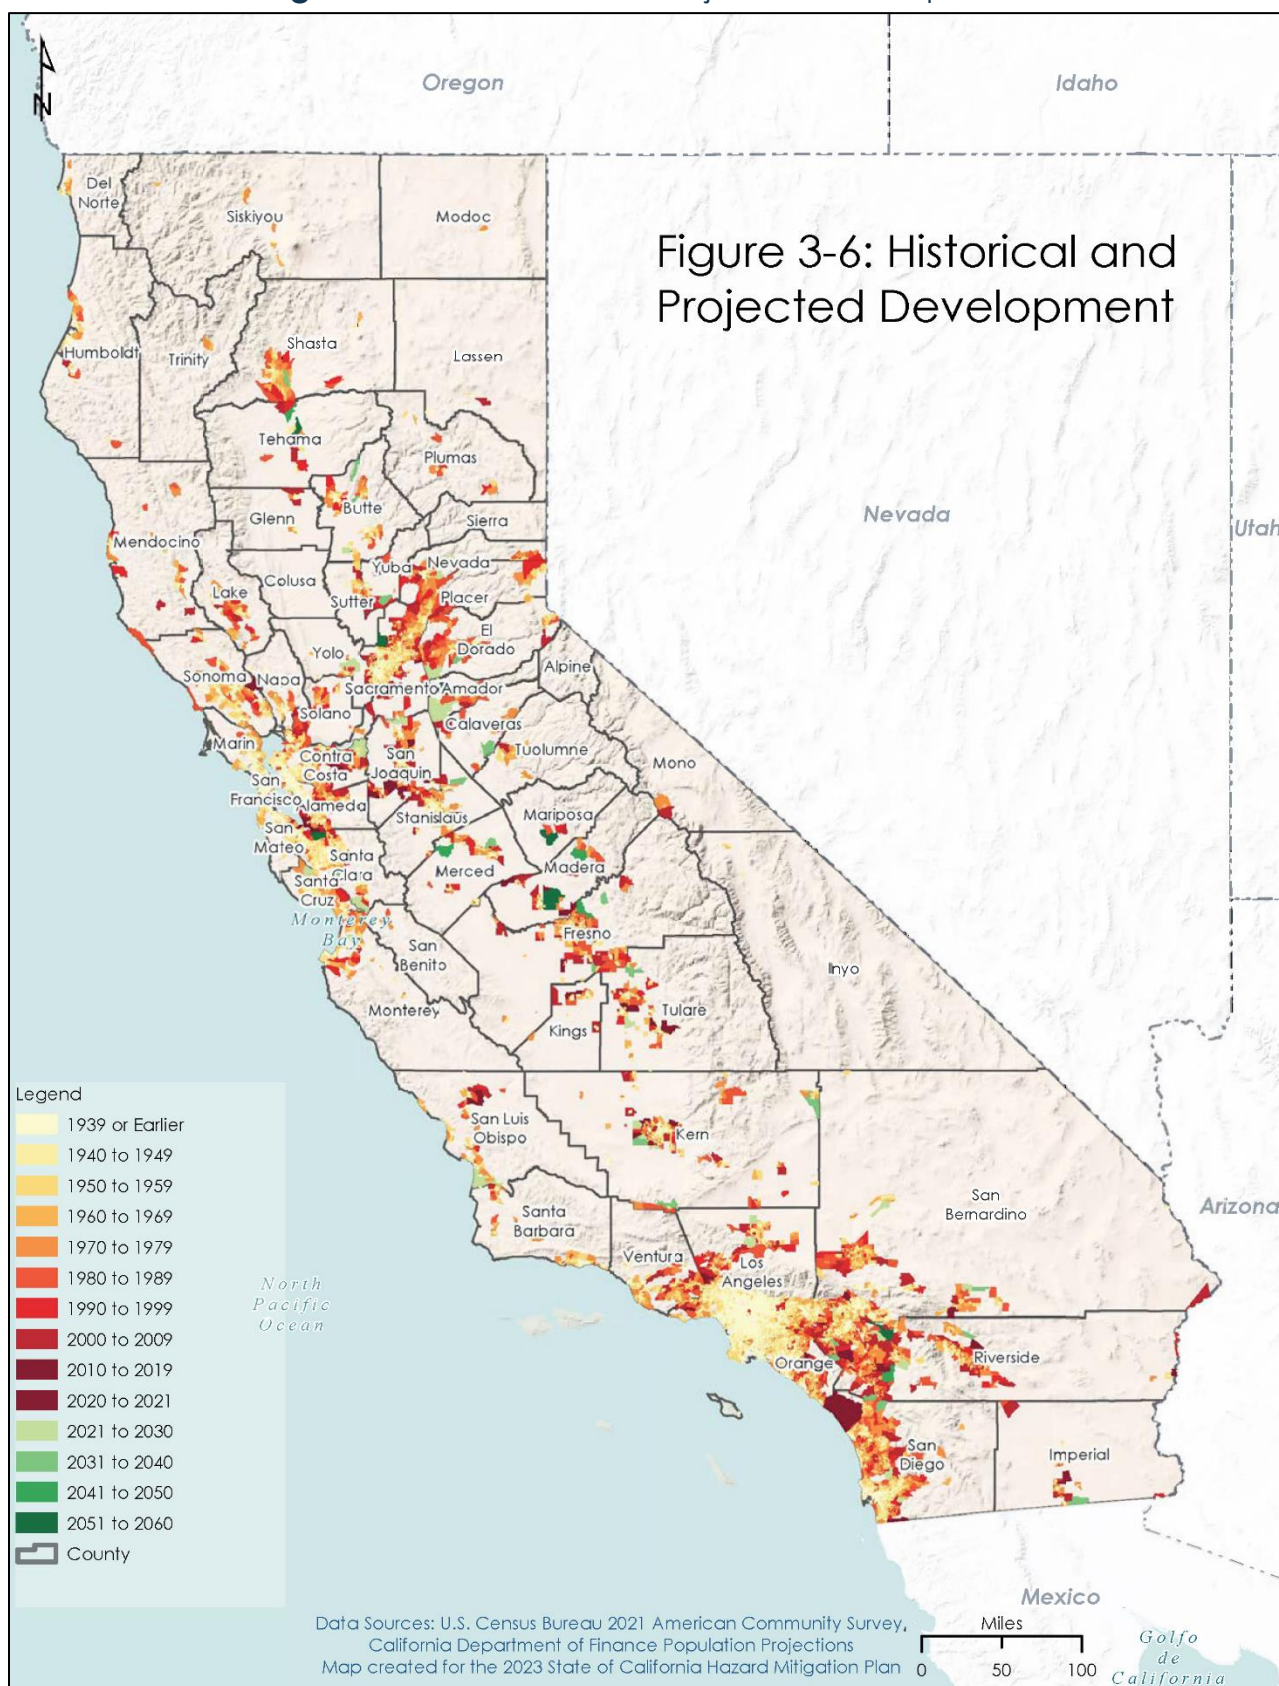 Oregon
Idaho
Del
Norte
Siskiyou
Modoc
Figure 3-6: Historical and
Projected Development
Humboldt
Trinity
Shasta
Lassen
Tehama
Plumas
Glenn
Butte
Sierra
Nevada
Utah
Mendocino
Colusa
Yuba
Nevada
Lake
Sutter
Placer
El
Dorado
Yolo
Sonoma
Napa
Alpine
Sacramento
Amador
Solano
Calaveras
Marin
Contra
Costa
San
Joaquin
Tuolumne
Mono
San
Francisco
Alameda
Stanislaus
Mariposa
San
Mateo
Santa
Clara
Merced
Madera
Santa
Cruz
Monterey
Bay
Fresno
San
Benito
Inyo
Monterey
Kings
Tulare
Legend
1939 or Earlier
1940 to 1949
1950 to 1959
1960 to 1969
1970 to 1979
1980 to 1989
1990 to 1999
2000 to 2009
2010 to 2019
2020 to 2021
2021 to 2030
2031 to 2040
2041 to 2050
2051 to 2060
County
San Luis
Obispo
Kern
San
Bernardino
Arizona
Santa
Barbara
Ventura
Los
Angeles
North
Pacific
Ocean
Orange
Riverside
San
Diego
Imperial
Mexico
Data Sources: U.S. Census Bureau 2021 American Community Survey,
California Department of Finance Population Projections
Map created for the 2023 State of California Hazard Mitigation Plan
Miles
0 50 100
Golfo
de
California
N